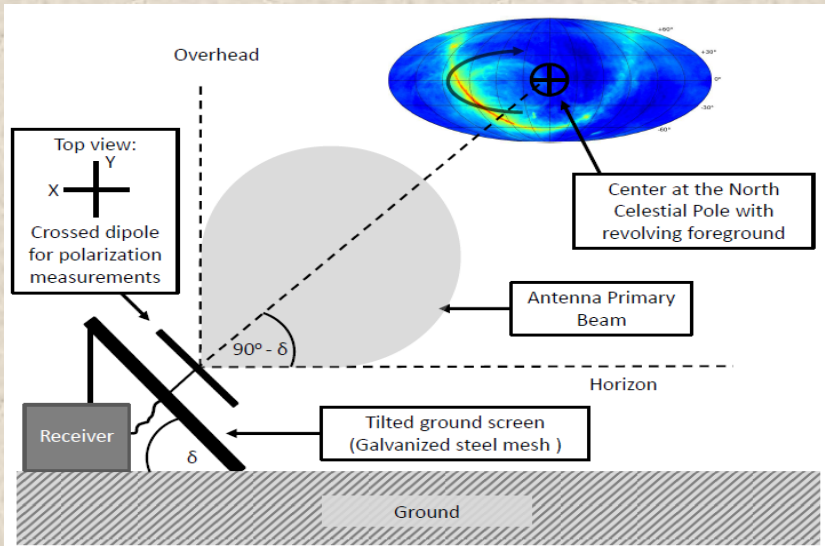 Overhead
+60°
+30°
0°
-30°
-60°
Top view:
Y
X
Crossed dipole
for polarization
measurements
Center at the North
Celestial Pole with
revolving foreground
Antenna Primary
Beam
90° - δ
Horizon
Receiver
Tilted ground screen
(Galvanized steel mesh )
δ
Ground